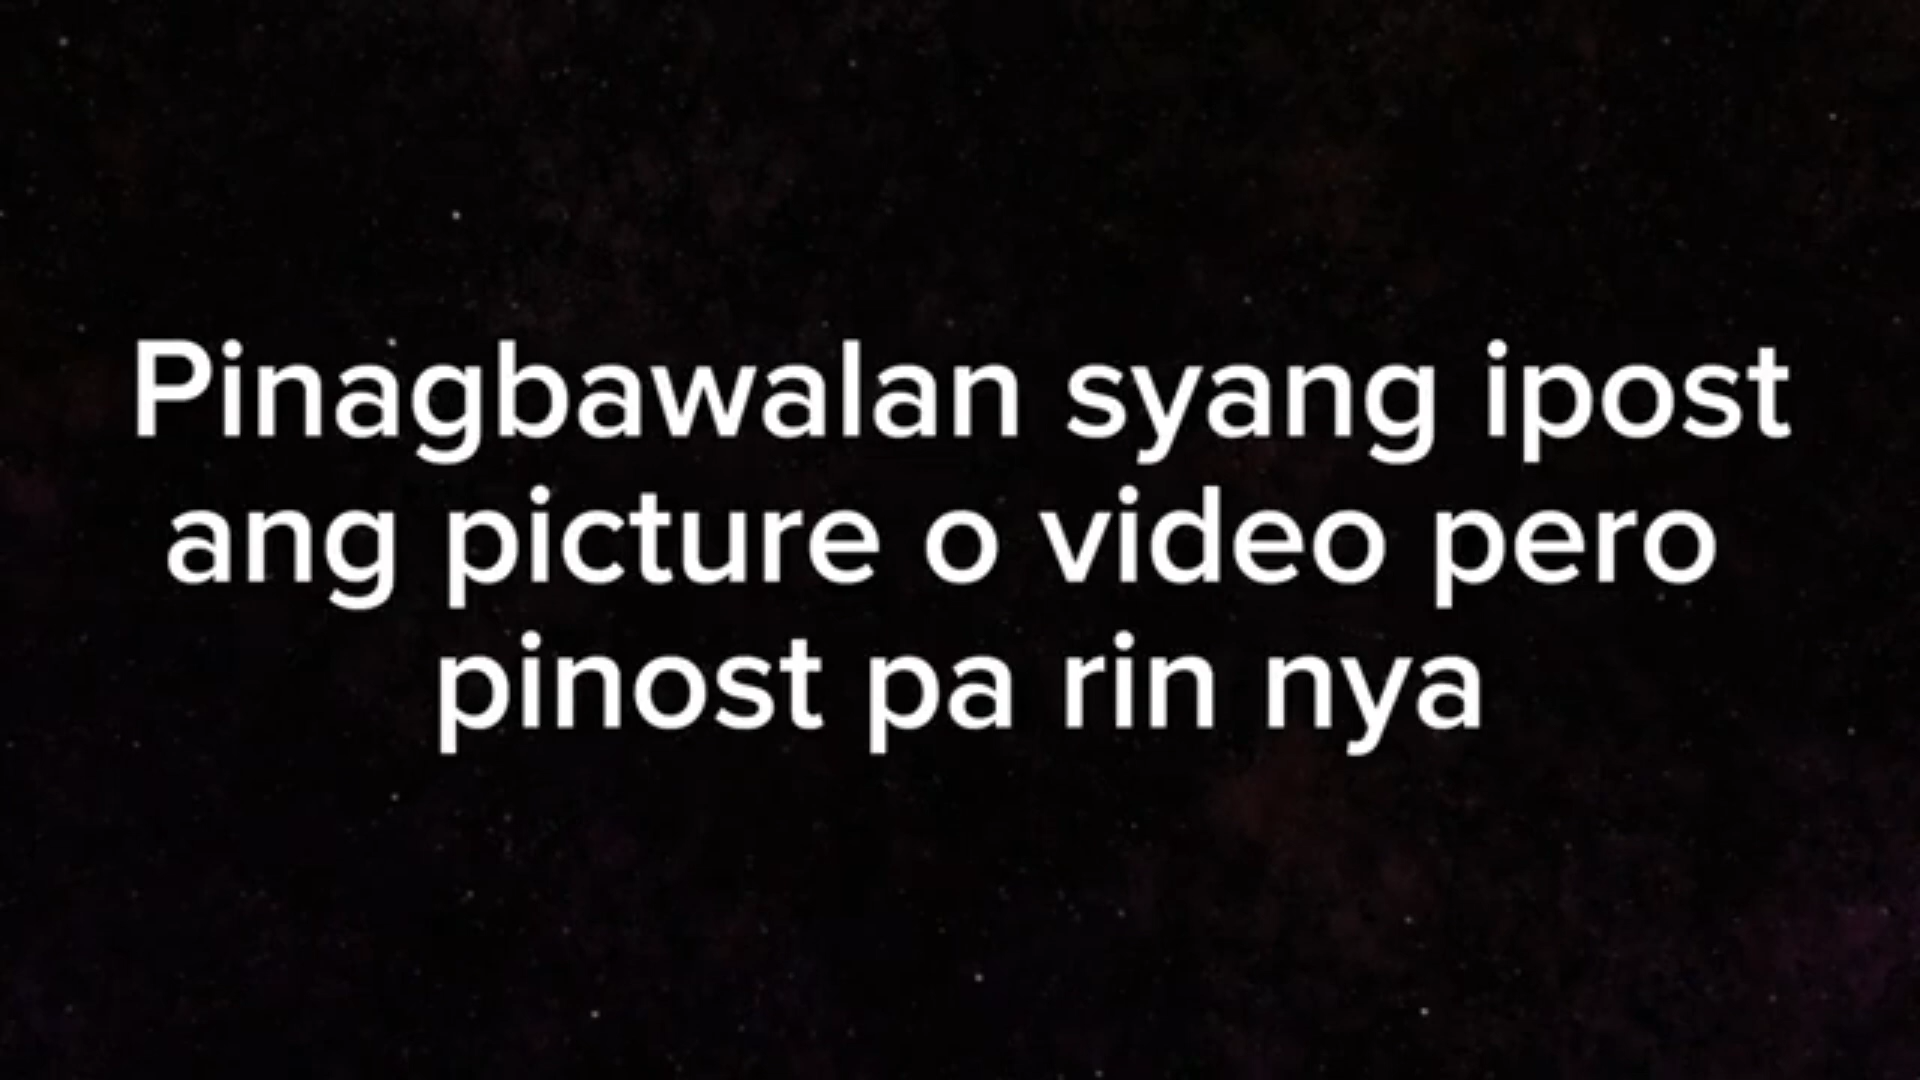 Pinagbawalan syang ipost
ang picture o video pero
pinost pa rin nya